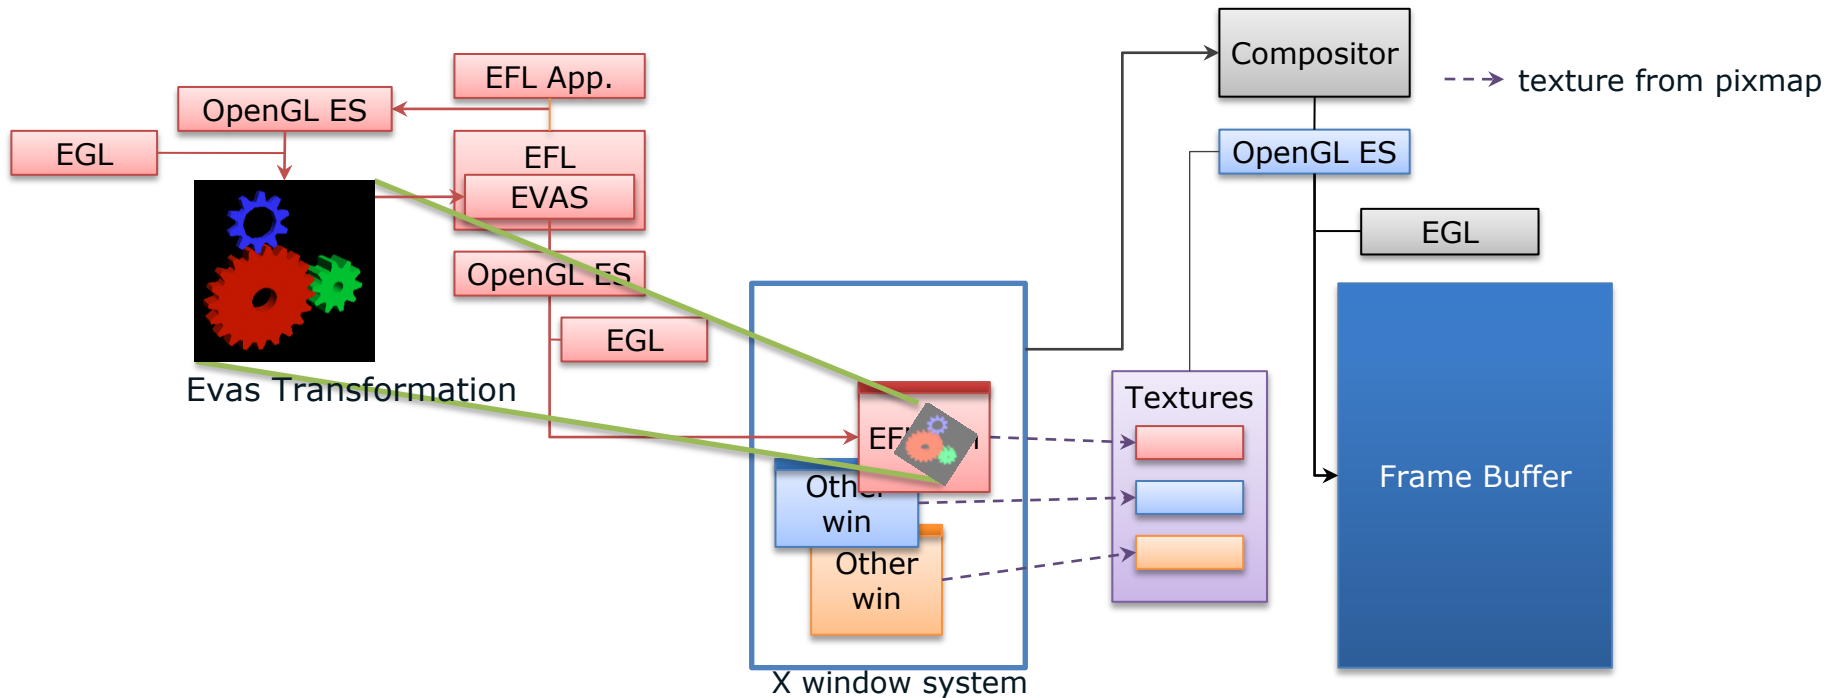 Compositor
EFL App.
texture from pixmap
OpenGL ES
EGL
EFL
OpenGL ES
EVAS
EGL
OpenGL ES
EGL
Evas Transformation
Textures
Frame Buffer
Other
win
Other
win
X window system